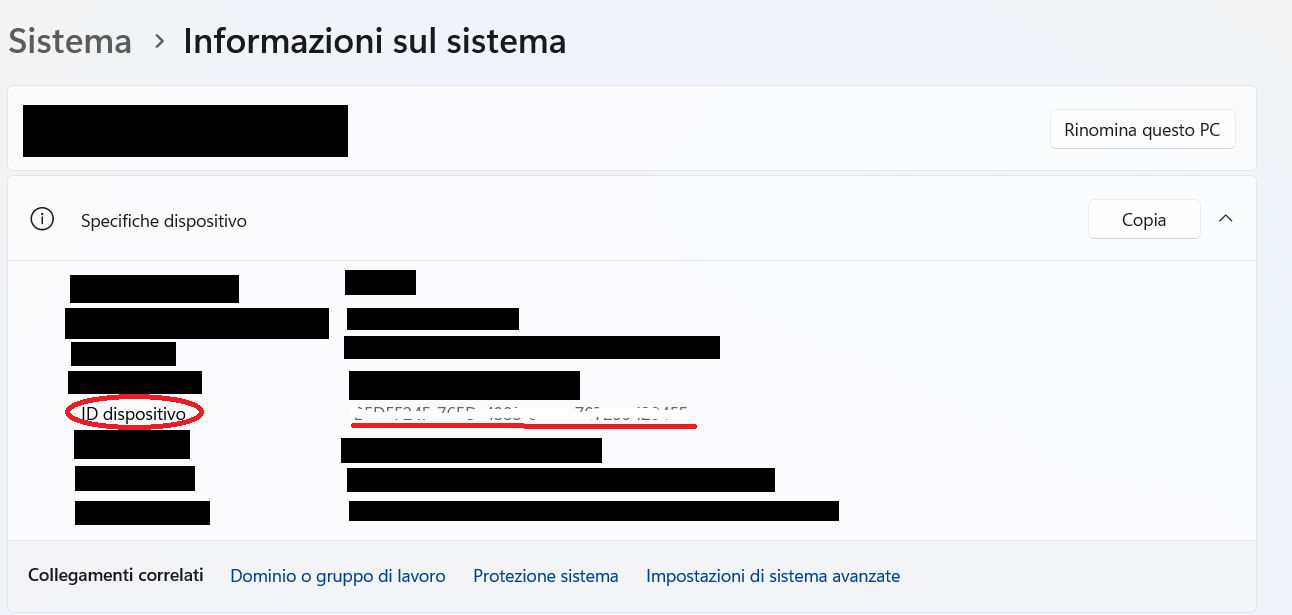 Sistema > Informazioni sul sistema
Rinomina questo PC
Specifiche dispositivo
Copia
ID dispositivo
Collegamenti correlati Dominio o gruppo di lavoro Protezione sistema Impostazioni di sistema avanzate